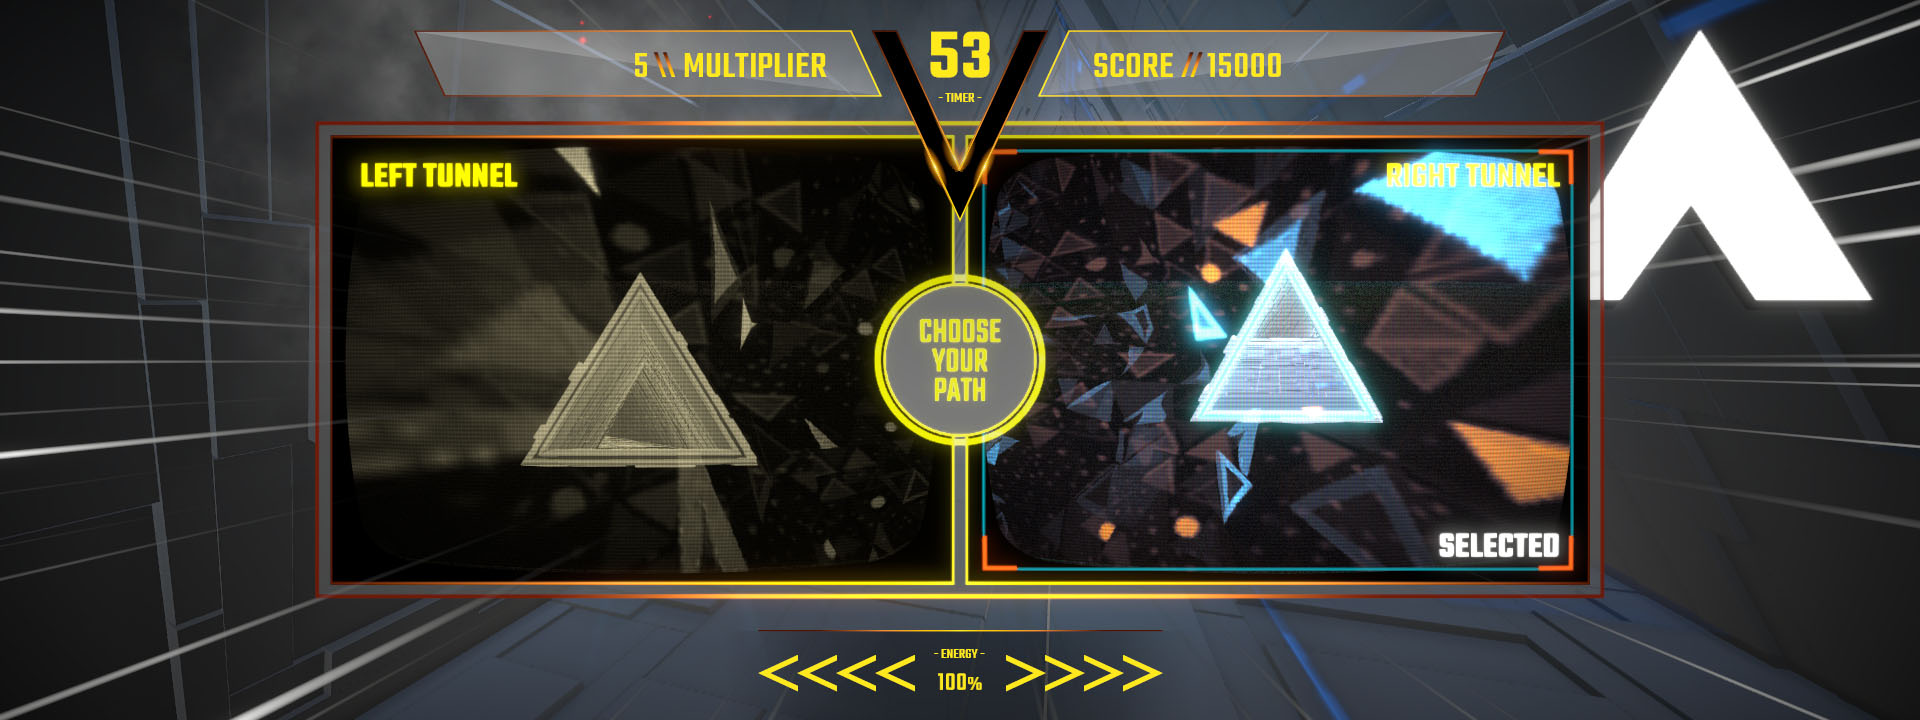 5 \\ MULTIPLIER
53
- TIMER -
SCORE // 15000
LEFT TUNNEL
RIGHT TUNNEL
CHOOSE
YOUR
PATH
SELECTED
- ENERGY -
100%